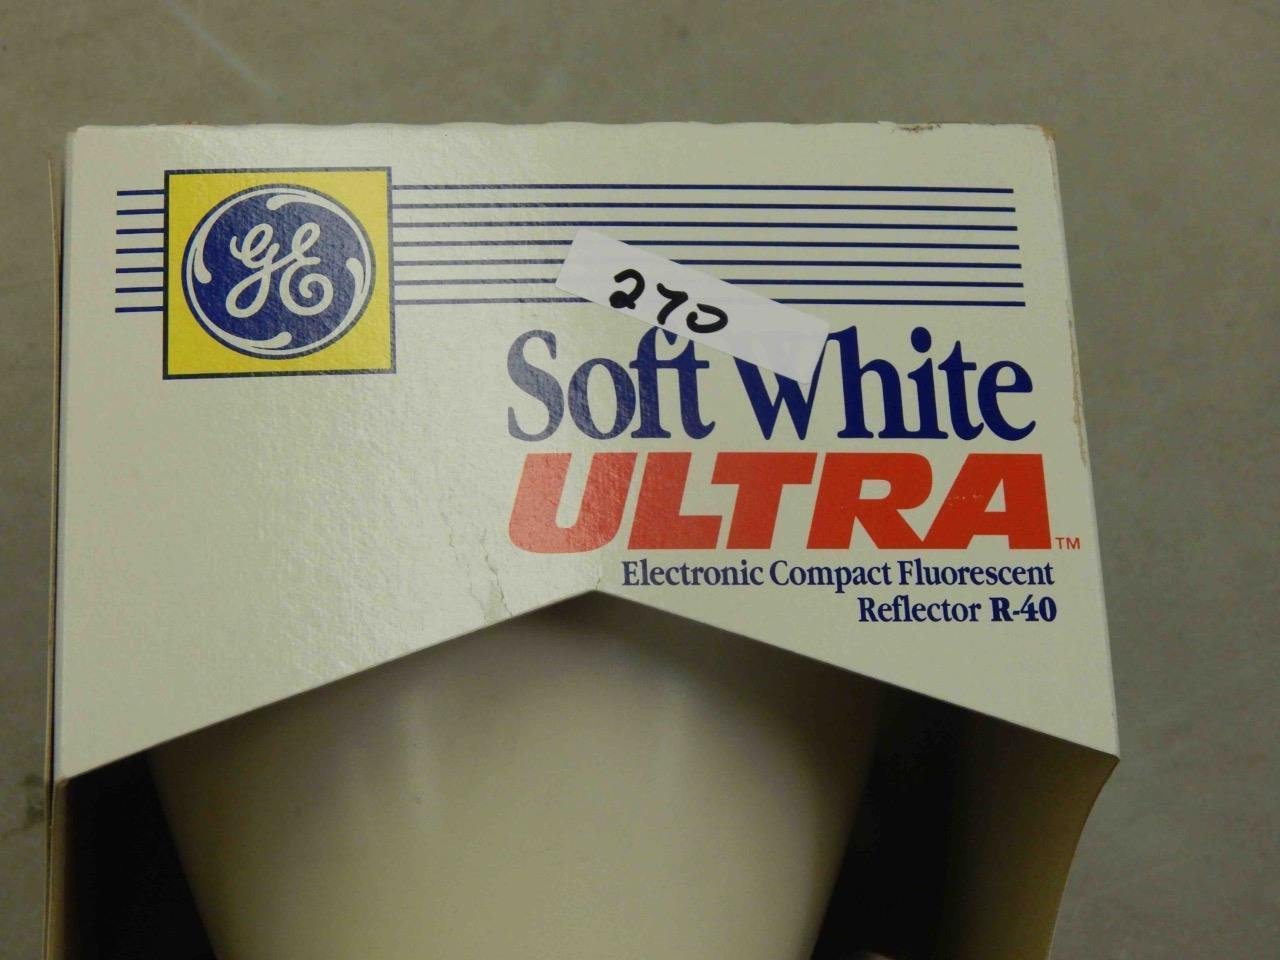 GE
270
Soft White
ULTRA™
Electronic Compact Fluorescent
Reflector R-40